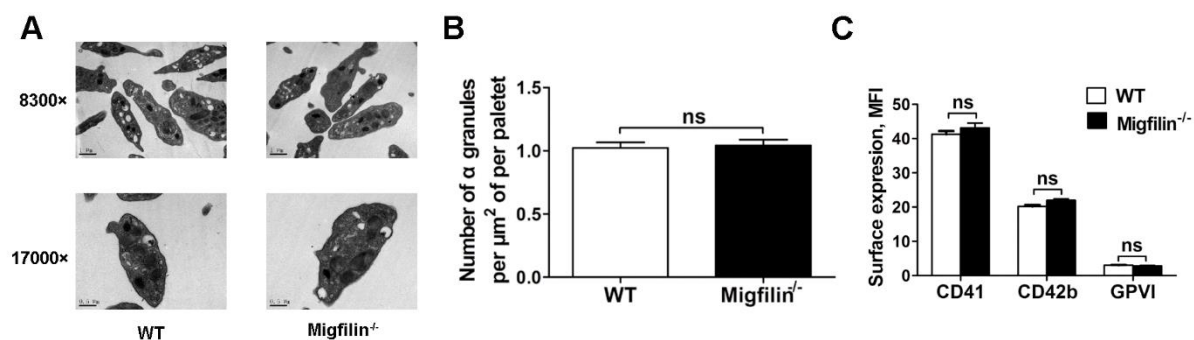 A
8300×
17000×
WT
Migfilin-/-
B
Number of α granules
per μm² of per paletet
1.5
1.0
0.5
0.0
ns
WT
Migfilin/-
C
Surface expresion, MFI
50
40
30
20
10
0
ns
ns
ns
CD41
CD42b
GPVI
WT
Migfilin-/-